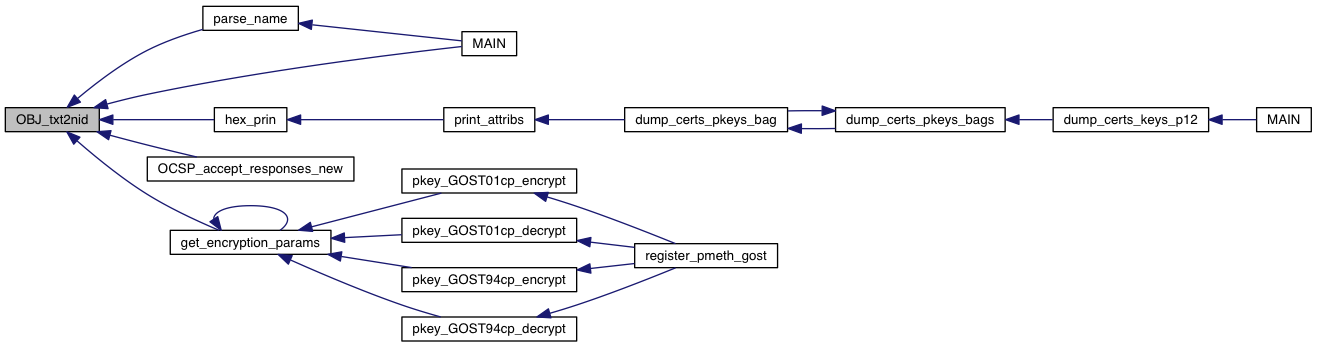 parse_name
MAIN
OBJ_txt2nid
hex_prin
print_attribs
dump_certs_pkeys_bag
dump_certs_pkeys_bags
dump_certs_keys_p12
MAIN
OCSP_accept_responses_new
pkey_GOST01cp_encrypt
pkey_GOST01cp_decrypt
get_encryption_params
register_pmeth_gost
pkey_GOST94cp_encrypt
pkey_GOST94cp_decrypt